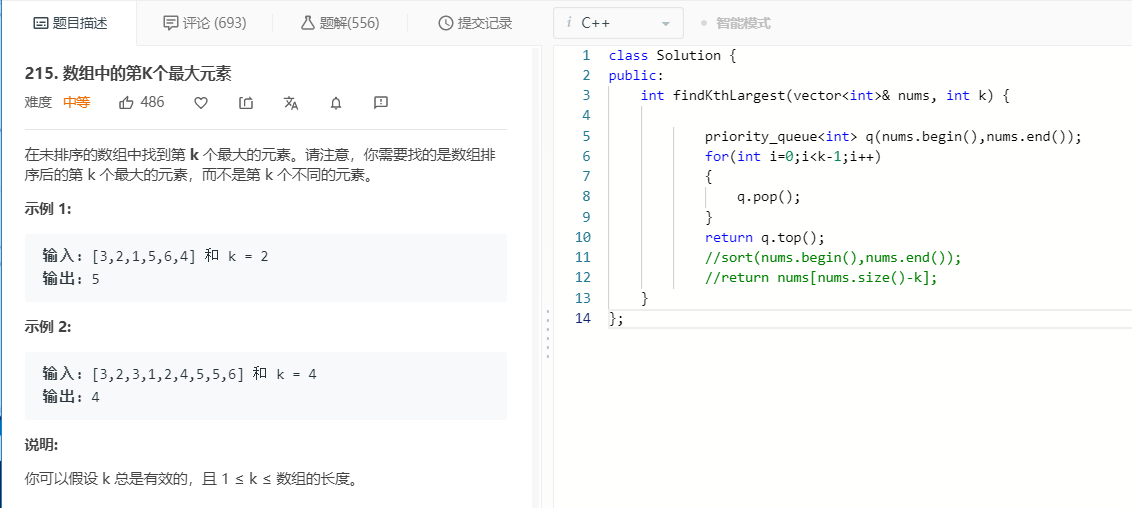 题目描述
评论 (693)
题解(556)
提交记录
i C++
智能模式
215. 数组中的第K个最大元素
难度 中等 486
在未排序的数组中找到第 k 个最大的元素。请注意，你需要找的是数组排
序后的第 k 个最大的元素，而不是第 k 个不同的元素。
示例 1:
输入: [3,2,1,5,6,4] 和 k = 2
输出: 5
示例 2:
输入: [3,2,3,1,2,4,5,5,6] 和 k = 4
输出: 4
说明:
你可以假设 k 总是有效的，且 1 ≤ k ≤ 数组的长度。
1 class Solution {
2 public:
3 int findKthLargest(vector<int>& nums, int k) {
4
5 priority_queue<int> q(nums.begin(),nums.end());
6 for(int i=0;i<k-1;i++)
7 {
8 q.pop();
9 }
10 return q.top();
11 //sort(nums.begin(),nums.end());
12 //return nums[nums.size()-k];
13 }
14 };